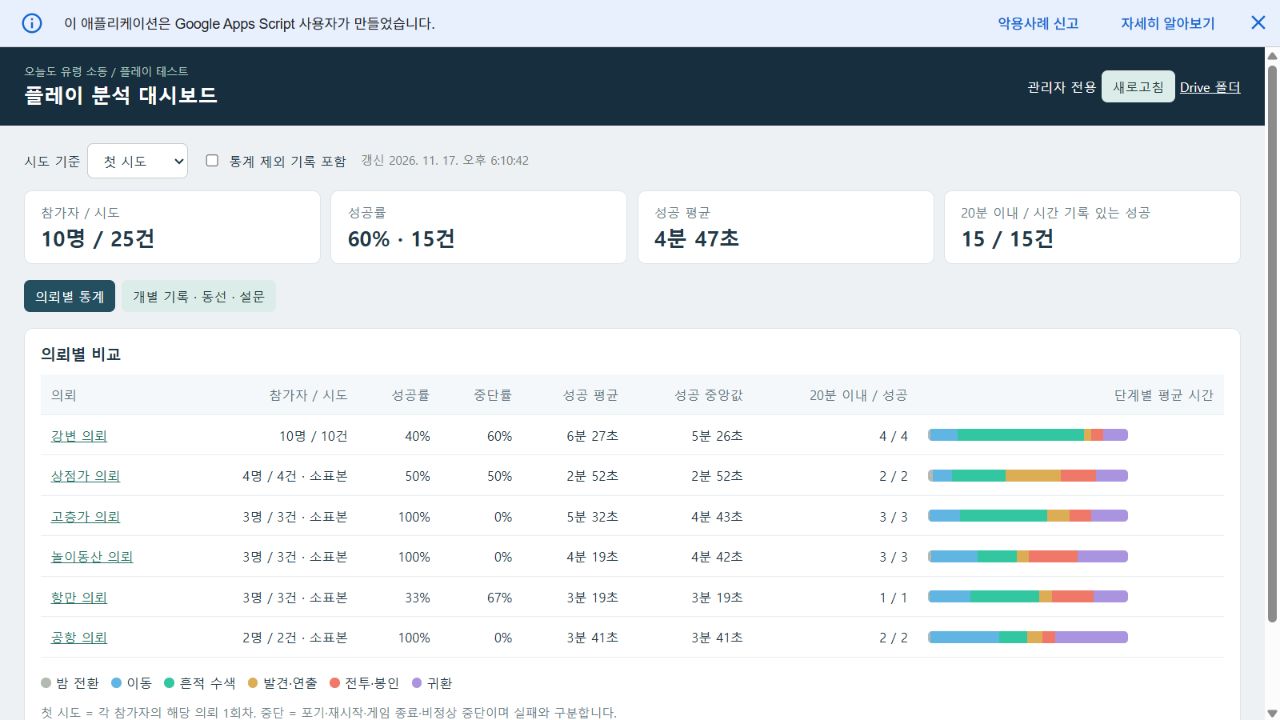 이 애플리케이션은 Google Apps Script 사용자가 만들었습니다. 악용사례 신고 자세히 알아보기
오늘도 유령 소동 / 플레이 테스트
플레이 분석 대시보드
관리자 전용 새로고침 Drive 폴더
시도 기준 첫 시도 통계 제외 기록 포함 갱신 2026. 11. 17. 오후 6:10:42
참가자 / 시도
10명 / 25건
성공률
60% · 15건
성공 평균
4분 47초
20분 이내 / 시간 기록 있는 성공
15 / 15건
의뢰별 통계 개별 기록 · 동선 · 설문
의뢰별 비교
의뢰 참가자 / 시도 성공률 중단률 성공 평균 성공 중앙값 20분 이내 / 성공 단계별 평균 시간
강변 의뢰 10명 / 10건 40% 60% 6분 27초 5분 26초 4 / 4
상점가 의뢰 4명 / 4건 · 소표본 50% 50% 2분 52초 2분 52초 2 / 2
고층가 의뢰 3명 / 3건 · 소표본 100% 0% 5분 32초 4분 43초 3 / 3
놀이동산 의뢰 3명 / 3건 · 소표본 100% 0% 4분 19초 4분 42초 3 / 3
항만 의뢰 3명 / 3건 · 소표본 33% 67% 3분 19초 3분 19초 1 / 1
공항 의뢰 2명 / 2건 · 소표본 100% 0% 3분 41초 3분 41초 2 / 2
밤 전환 이동 흔적 수색 발견·연출 전투·봉인 귀환
첫 시도 = 각 참가자의 해당 의뢰 1회차. 중단 = 포기·재시작·게임 종료·비정상 중단이며 실패와 구분합니다.